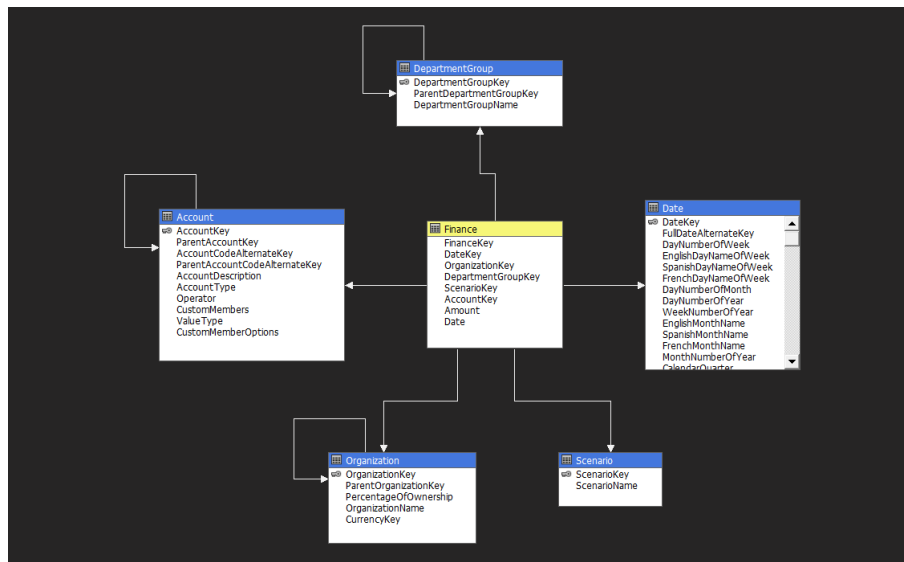 DepartmentGroup
DepartmentGroupKey
ParentDepartmentGroupKey
DepartmentGroupName
Account
AccountKey
ParentAccountKey
AccountCodeAlternateKey
ParentAccountCodeAlternateKey
AccountDescription
AccountType
Operator
CustomMembers
ValueType
CustomMemberOptions
Finance
FinanceKey
DateKey
OrganizationKey
DepartmentGroupKey
ScenarioKey
AccountKey
Amount
Date
Date
DateKey
FullDateAlternateKey
DayNumberOfWeek
EnglishDayNameOfWeek
SpanishDayNameOfWeek
FrenchDayNameOfWeek
DayNumberOfMonth
DayNumberOfYear
WeekNumberOfYear
EnglishMonthName
SpanishMonthName
FrenchMonthName
MonthNumberOfYear
CalendarQuarter
Organization
OrganizationKey
ParentOrganizationKey
PercentageOfOwnership
OrganizationName
CurrencyKey
Scenario
ScenarioKey
ScenarioName